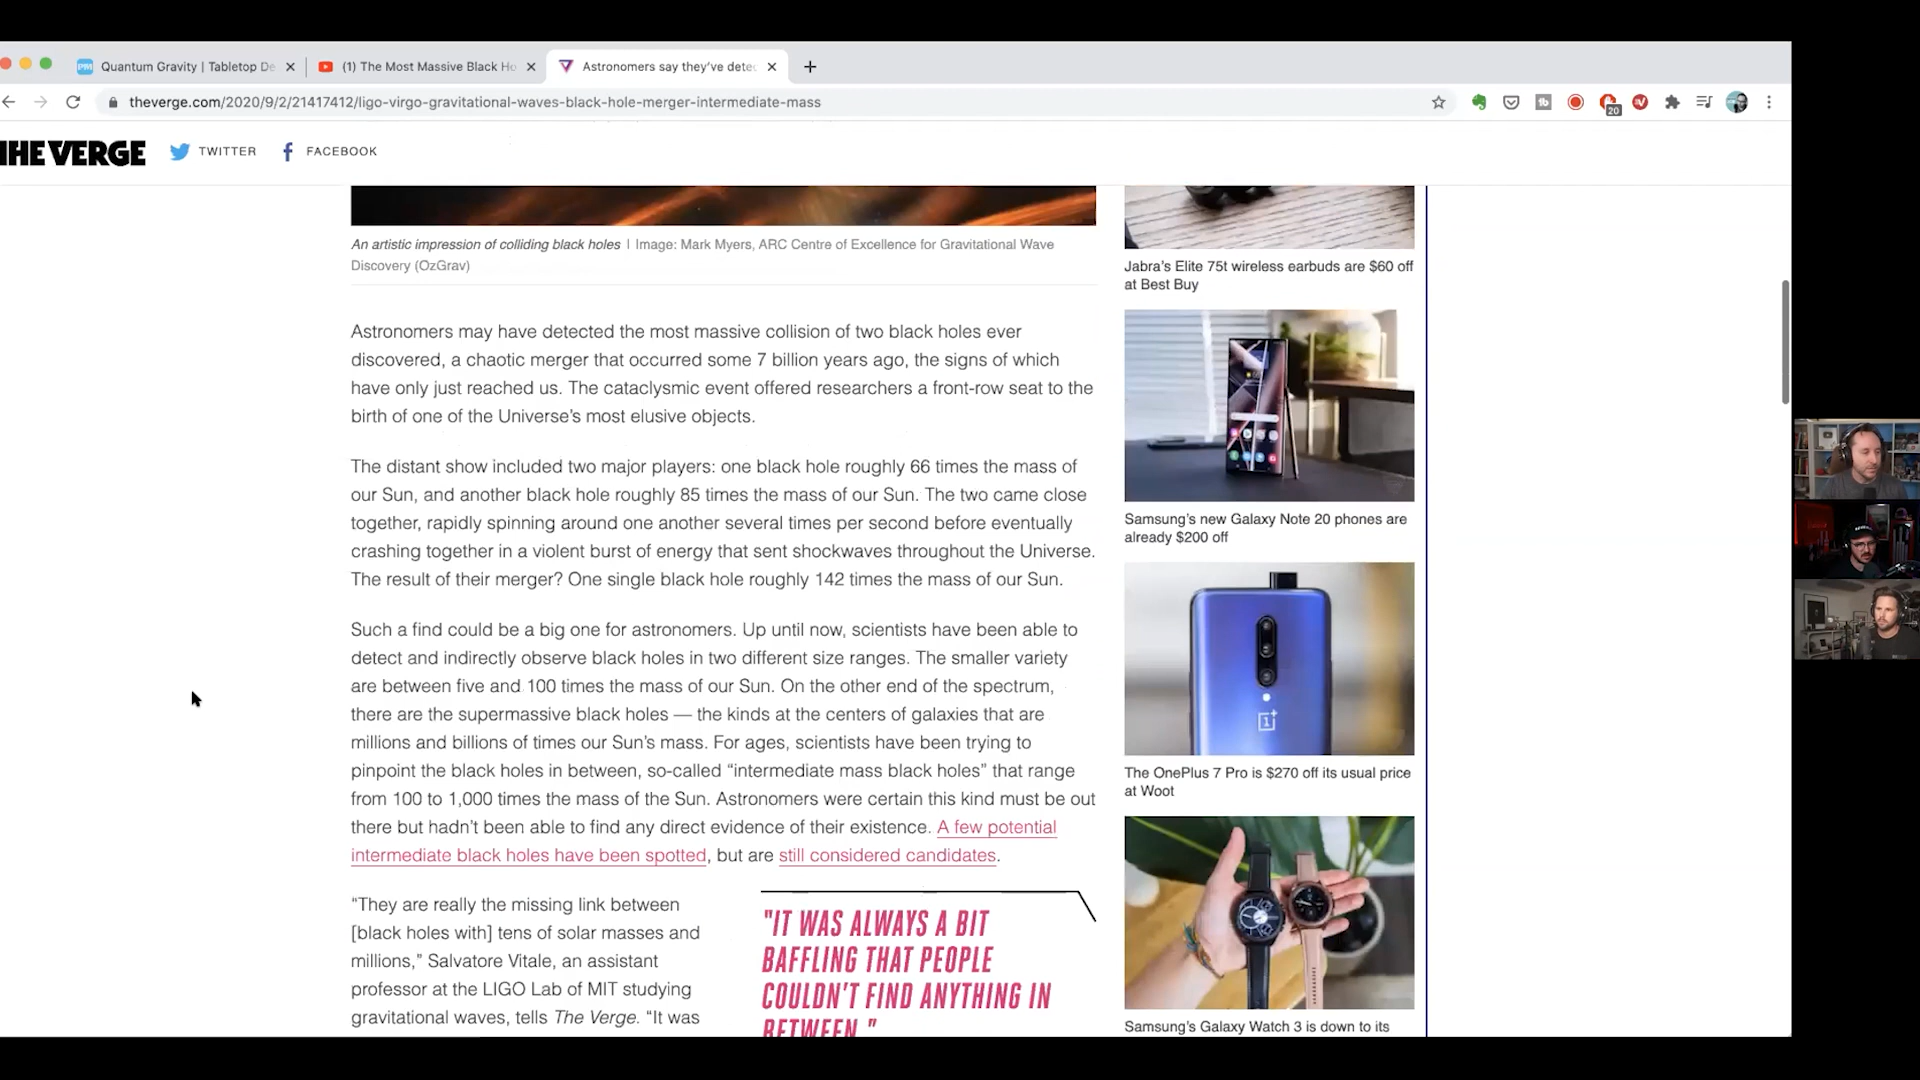 Quantum Gravity | Tabletop De
(1) The Most Massive Black Ho
Astronomers say they've detec
theverge.com/2020/9/2/21417412/ligo-virgo-gravitational-waves-black-hole-merger-intermediate-mass
20
THE VERGE
TWITTER
FACEBOOK
An artistic impression of colliding black holes | Image: Mark Myers, ARC Centre of Excellence for Gravitational Wave
Discovery (OzGrav)
Astronomers may have detected the most massive collision of two black holes ever
discovered, a chaotic merger that occurred some 7 billion years ago, the signs of which
have only just reached us. The cataclysmic event offered researchers a front-row seat to the
birth of one of the Universe's most elusive objects.
The distant show included two major players: one black hole roughly 66 times the mass of
our Sun, and another black hole roughly 85 times the mass of our Sun. The two came close
together, rapidly spinning around one another several times per second before eventually
crashing together in a violent burst of energy that sent shockwaves throughout the Universe.
The result of their merger? One single black hole roughly 142 times the mass of our Sun.
Such a find could be a big one for astronomers. Up until now, scientists have been able to
detect and indirectly observe black holes in two different size ranges. The smaller variety
are between five and 100 times the mass of our Sun. On the other end of the spectrum,
there are the supermassive black holes — the kinds at the centers of galaxies that are
millions and billions of times our Sun's mass. For ages, scientists have been trying to
pinpoint the black holes in between, so-called “intermediate mass black holes” that range
from 100 to 1,000 times the mass of the Sun. Astronomers were certain this kind must be out
there but hadn't been able to find any direct evidence of their existence. A few potential
intermediate black holes have been spotted, but are still considered candidates.
“They are really the missing link between
[black holes with] tens of solar masses and
millions,” Salvatore Vitale, an assistant
professor at the LIGO Lab of MIT studying
gravitational waves, tells The Verge. “It was
"IT WAS ALWAYS A BIT
BAFFLING THAT PEOPLE
COULDN'T FIND ANYTHING IN
BETWEEN."
Jabra's Elite 75t wireless earbuds are $60 off
at Best Buy
Samsung's new Galaxy Note 20 phones are
already $200 off
The OnePlus 7 Pro is $270 off its usual price
at Woot
Samsung's Galaxy Watch 3 is down to its